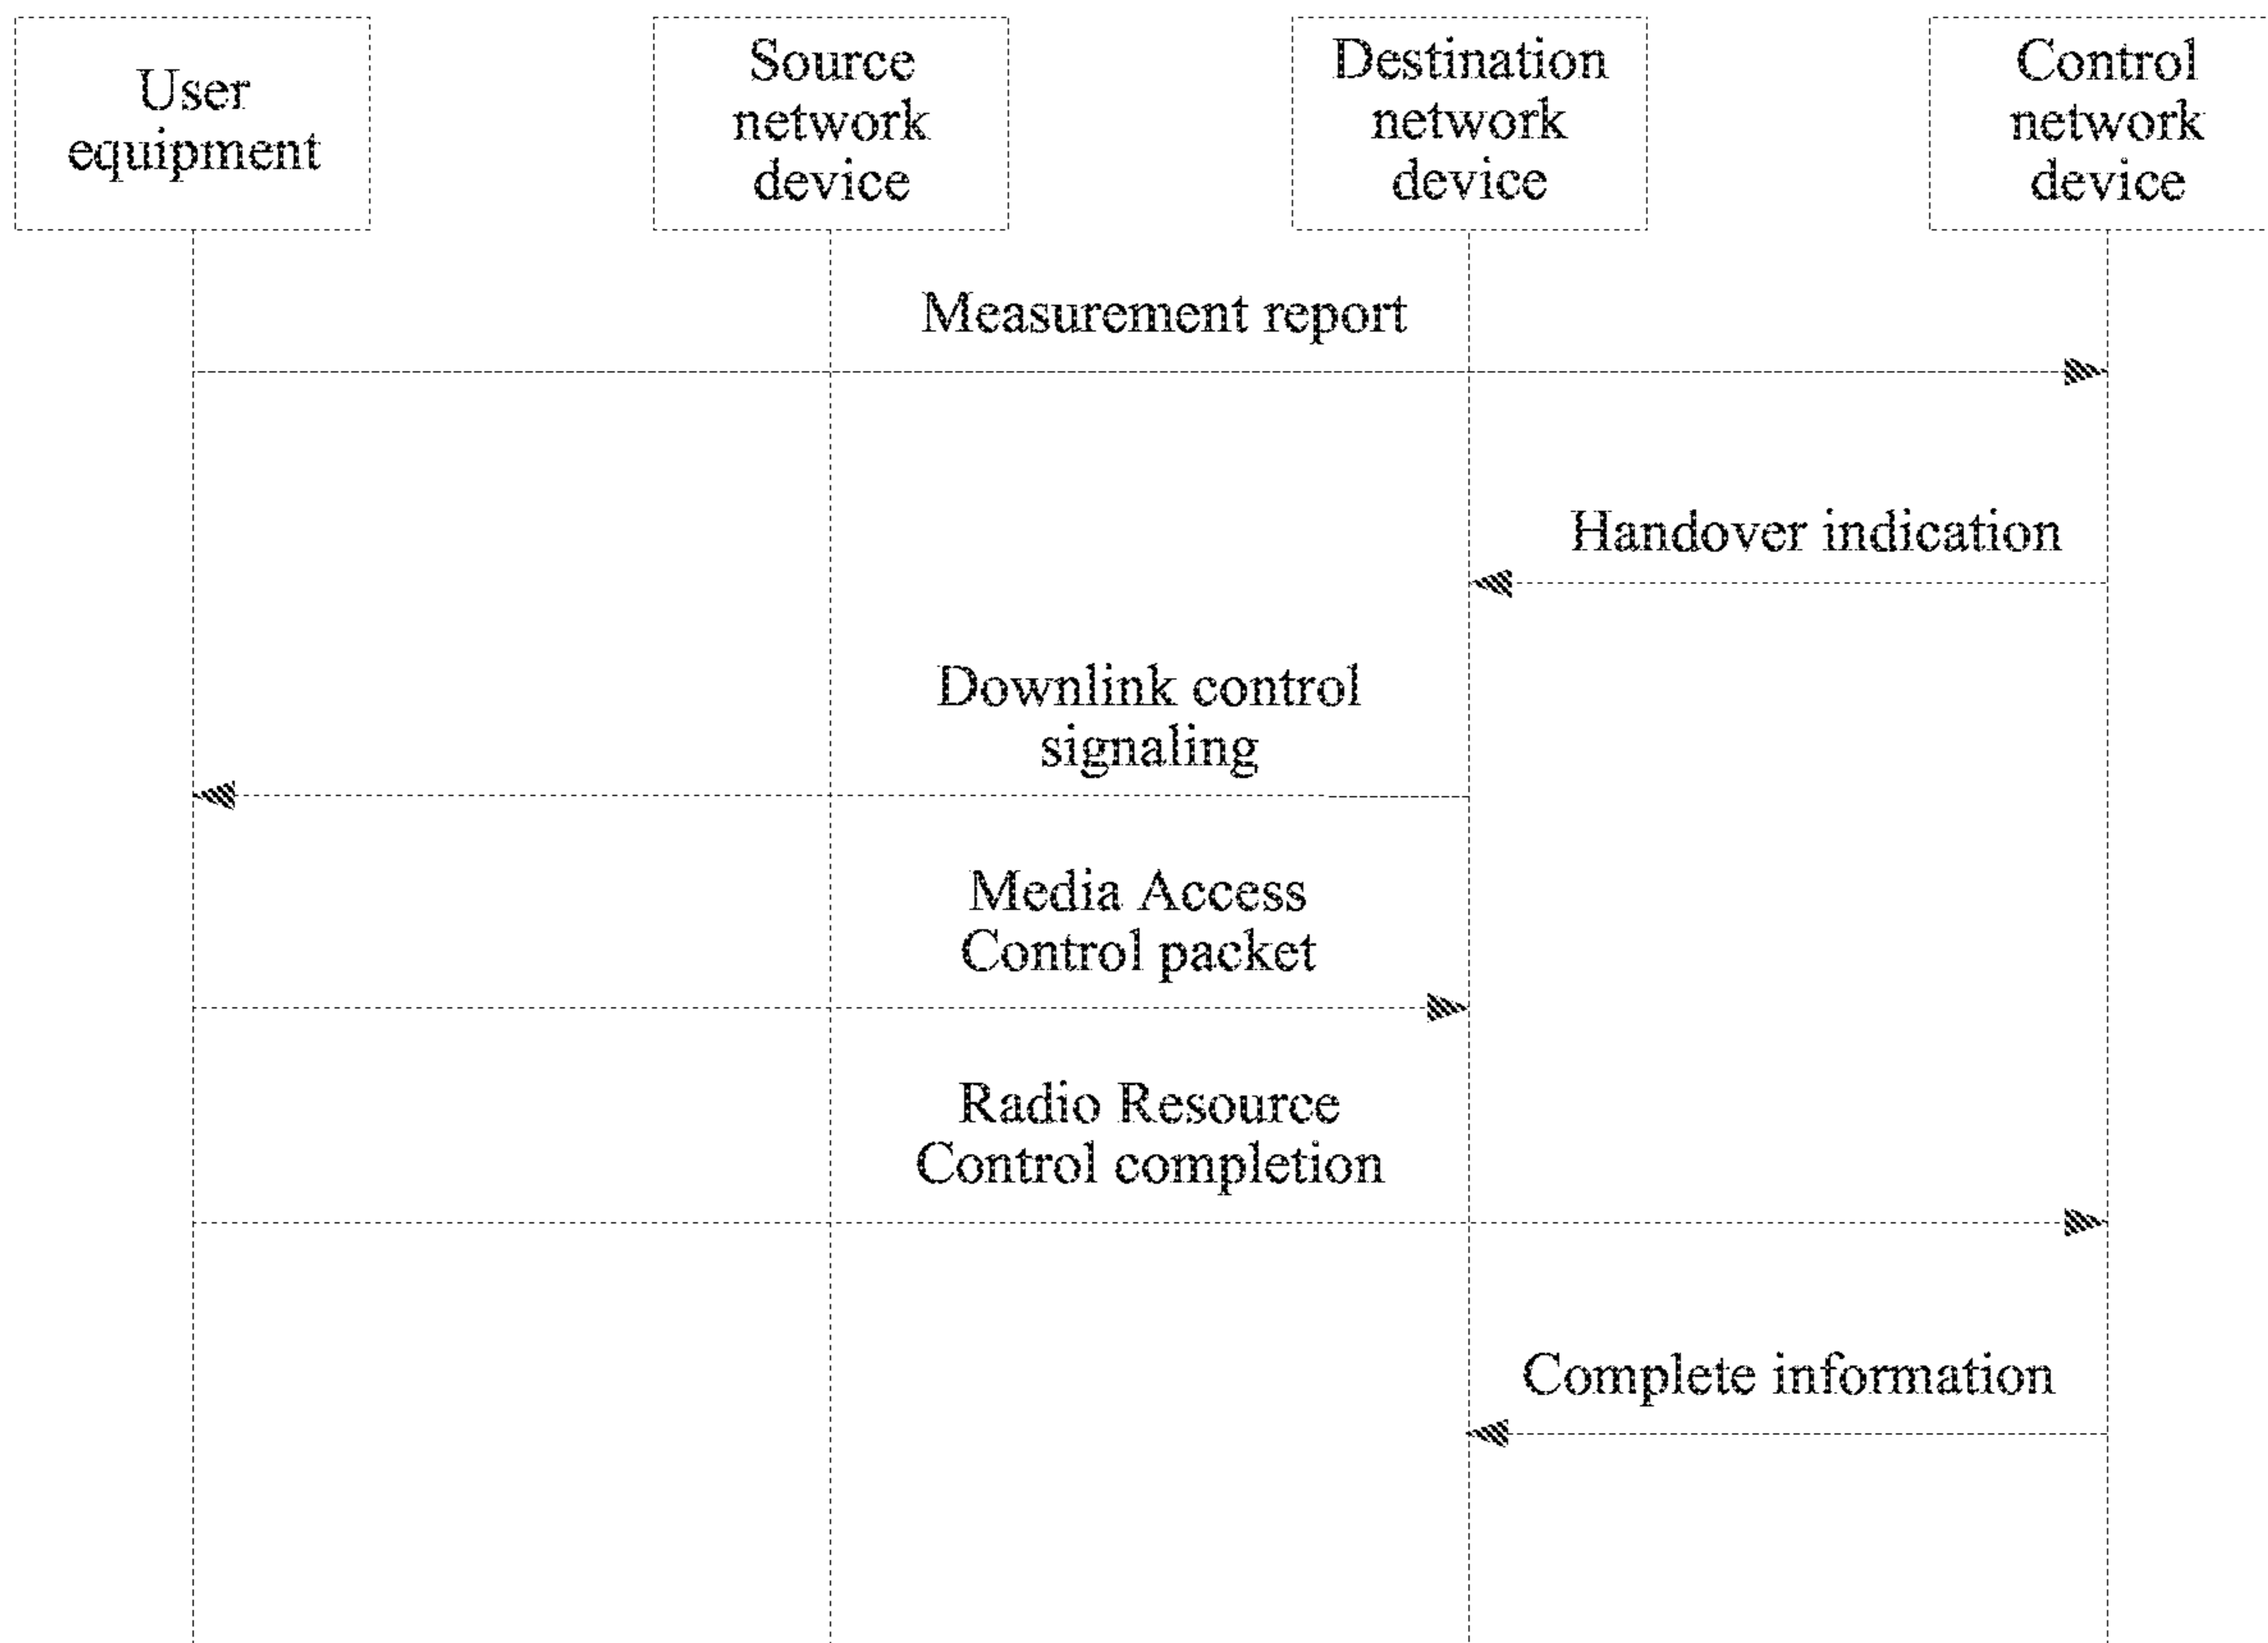 User
equipment
Source
network
device
Destination
network
device
Control
network
device
Measurement report
Handover indication
Downlink control
signaling
Media Access
Control packet
Radio Resource
Control completion
Complete information